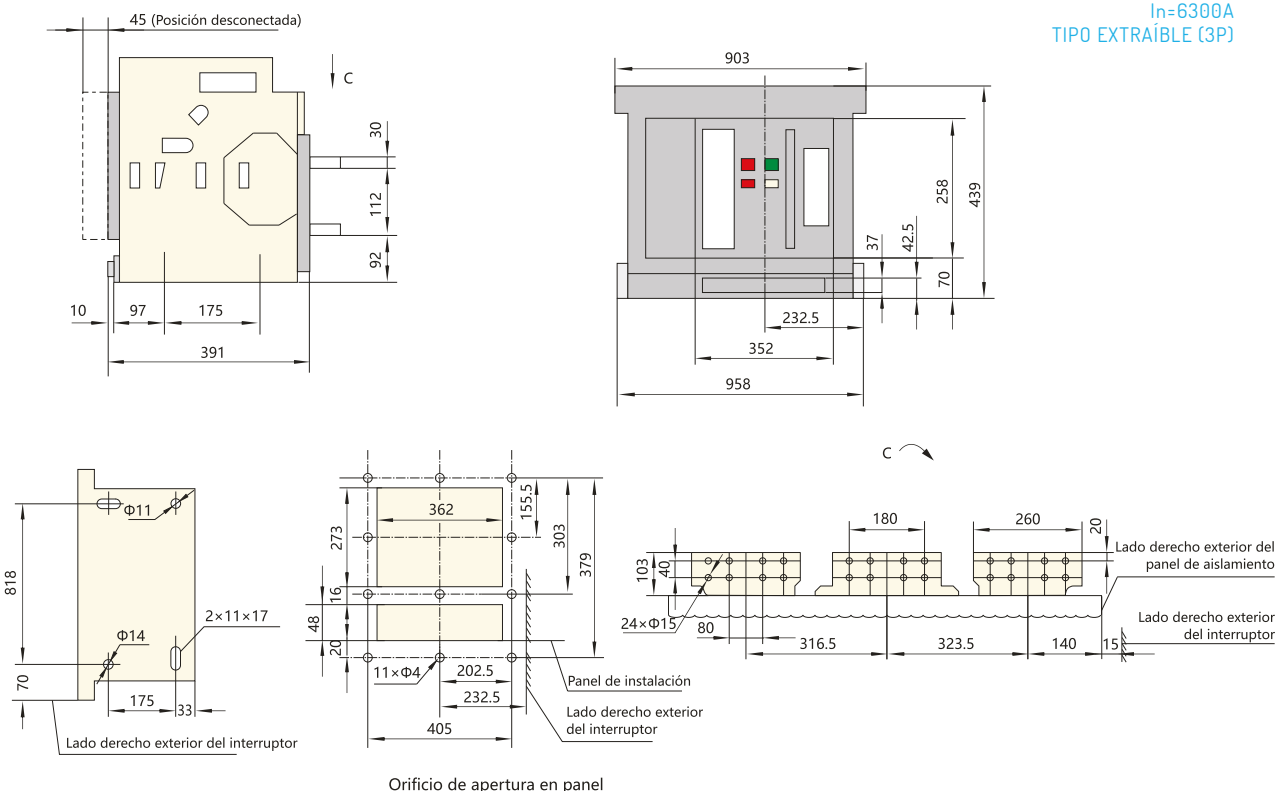 In=6300A
TIPO EXTRAÍBLE (3P)
45 (Posición desconectada)
C
30
112
92
10
97
175
391
903
258
439
37
42.5
70
232.5
352
958
818
70
Φ11
Φ14
2×11×17
175
33
Lado derecho exterior del interruptor
362
273
16
48
20
155.5
303
379
11×Φ4
202.5
232.5
405
Panel de instalación
Lado derecho exterior
del interruptor
Orificio de apertura en panel
C
180
260
20
103
40
24×Φ15
80
316.5
323.5
140
15
Lado derecho exterior del
panel de aislamiento
Lado derecho exterior
del interruptor